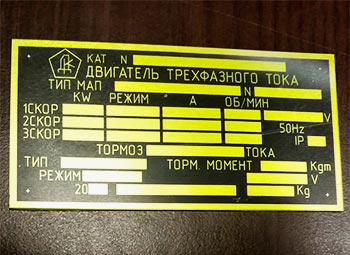 ДК
КАТ N
ДВИГАТЕЛЬ ТРЕХФАЗНОГО ТОКА
ТИП МАП N
KW РЕЖИМ А ОБ/МИН
1СКОР V
2СКОР 50Hz
3СКОР IP
ТОРМОЗ ТОКА
ТИП ТОРМ. МОМЕНТ Kgm
РЕЖИМ V
20 Kg